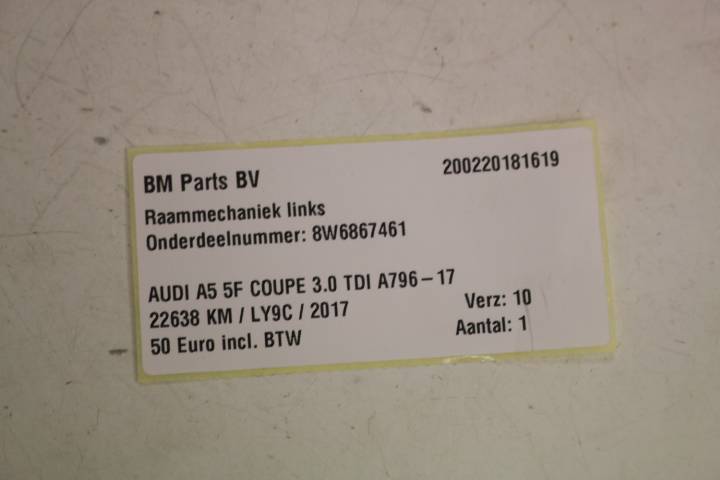 BM Parts BV 200220181619
Raammechaniek links
Onderdeelnummer: 8W6867461
AUDI A5 5F COUPE 3.0 TDI A796-17
22638 KM / LY9C / 2017 Verz: 10
50 Euro incl. BTW Aantal: 1